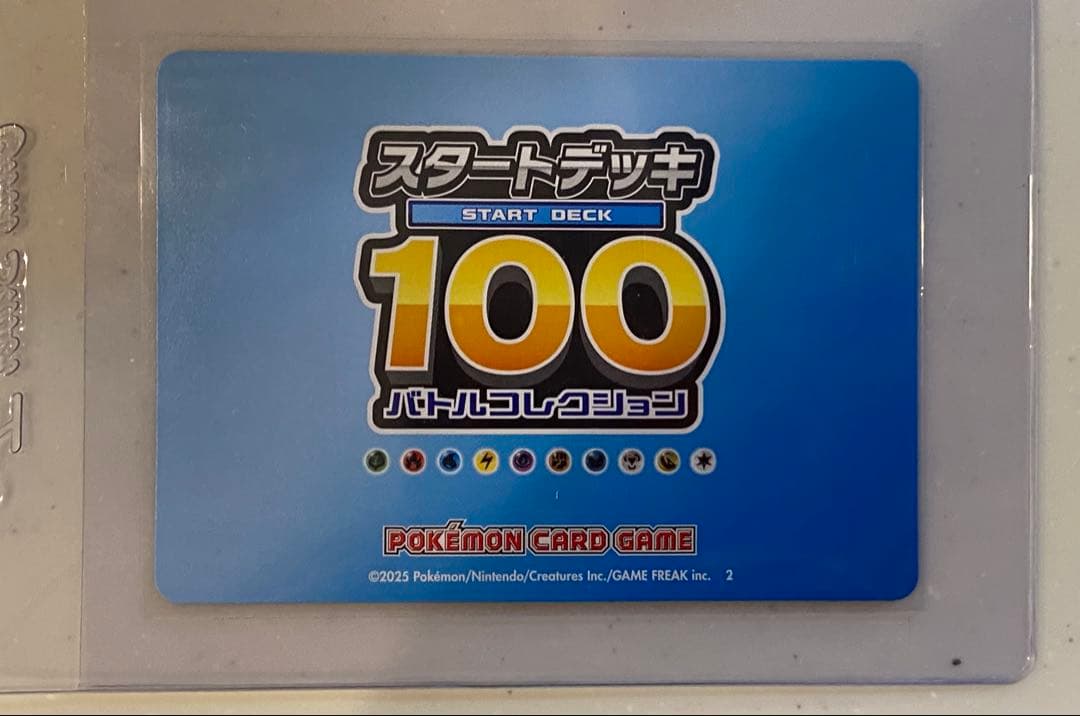 スタートデッキ
START DECK
100
バトルコレクション
POKÉMON CARD GAME
©2025 Pokémon/Nintendo/Creatures Inc./GAME FREAK inc. 2